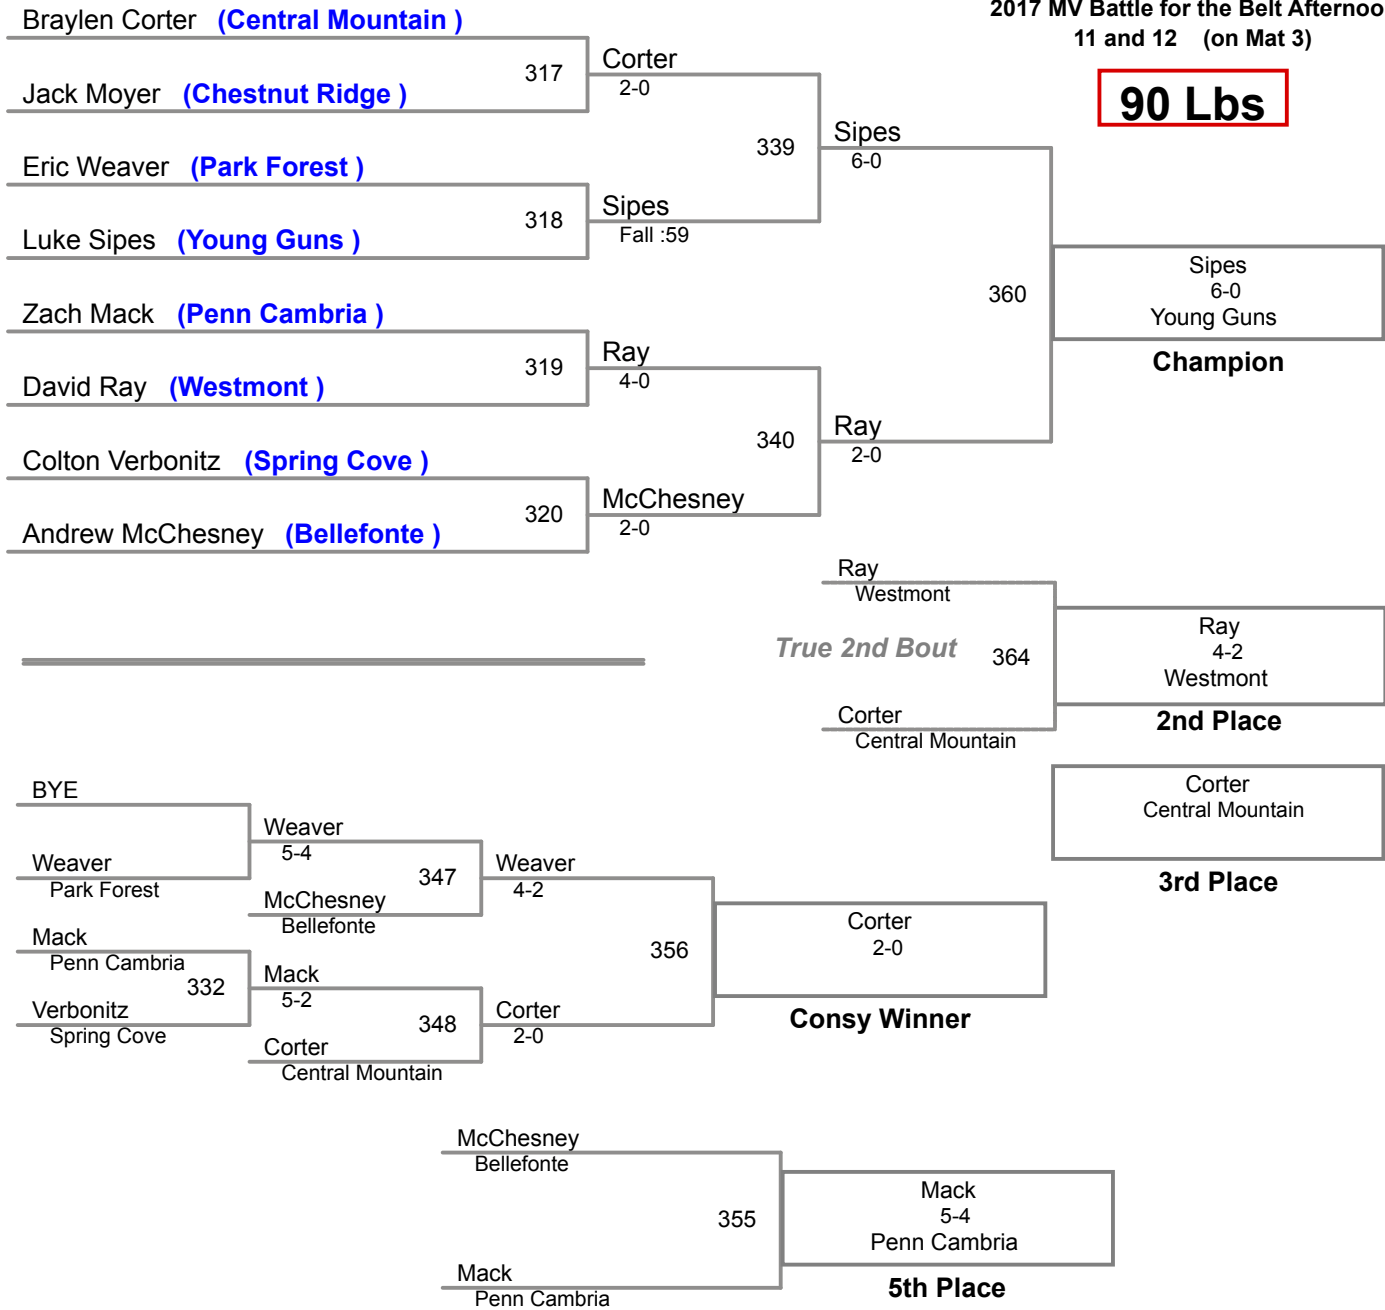 2017 MV Battle for the Belt Afternoo
11 and 12 (on Mat 3)
90 Lbs
Braylen Corter (Central Mountain )
Jack Moyer (Chestnut Ridge )
Eric Weaver (Park Forest )
Luke Sipes (Young Guns )
Zach Mack (Penn Cambria )
David Ray (Westmont )
Colton Verbonitz (Spring Cove )
Andrew McChesney (Bellefonte )
317
318
319
320
Corter
2-0
Sipes
Fall :59
Ray
4-0
McChesney
2-0
339
340
Sipes
6-0
Ray
2-0
360
Sipes
6-0
Young Guns
Champion
Ray
Westmont
True 2nd Bout
364
Corter
Central Mountain
Ray
4-2
Westmont
2nd Place
Corter
Central Mountain
3rd Place
BYE
Weaver
Park Forest
Mack
Penn Cambria
332
Verbonitz
Spring Cove
Weaver
5-4
347
McChesney
Bellefonte
Mack
5-2
348
Corter
Central Mountain
Weaver
4-2
356
Corter
2-0
Corter
2-0
Consy Winner
McChesney
Bellefonte
355
Mack
Penn Cambria
Mack
5-4
Penn Cambria
5th Place